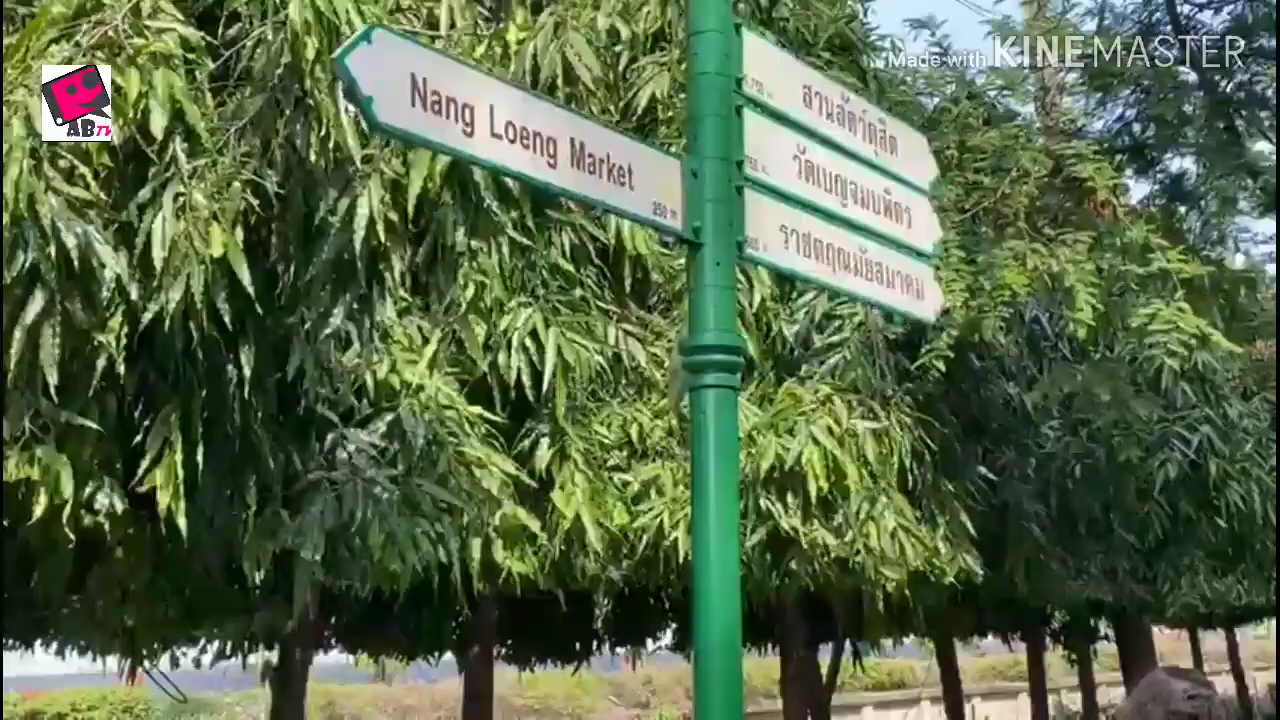 Made with KINEMASTER
ABTV
Nang Loeng Market
250 m
สวนสัตว์ดุสิต
วัดเบญจมบพิตร
ราชตฤณมัยสมาคม